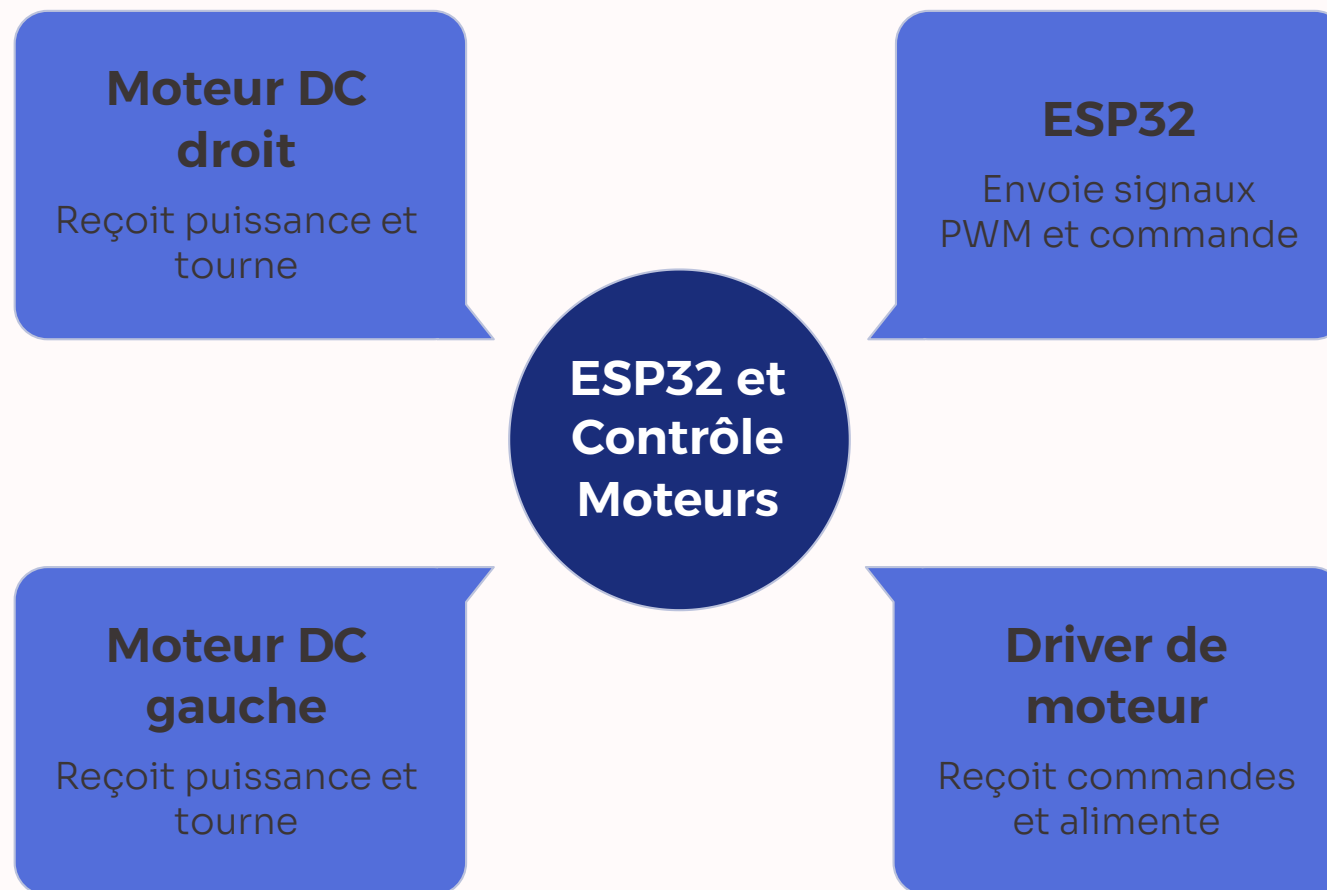 Moteur DC
droit
Reçoit puissance et
tourne
ESP32
Envoie signaux
PWM et commande
ESP32 et
Contrôle
Moteurs
Moteur DC
gauche
Reçoit puissance et
tourne
Driver de
moteur
Reçoit commandes
et alimente